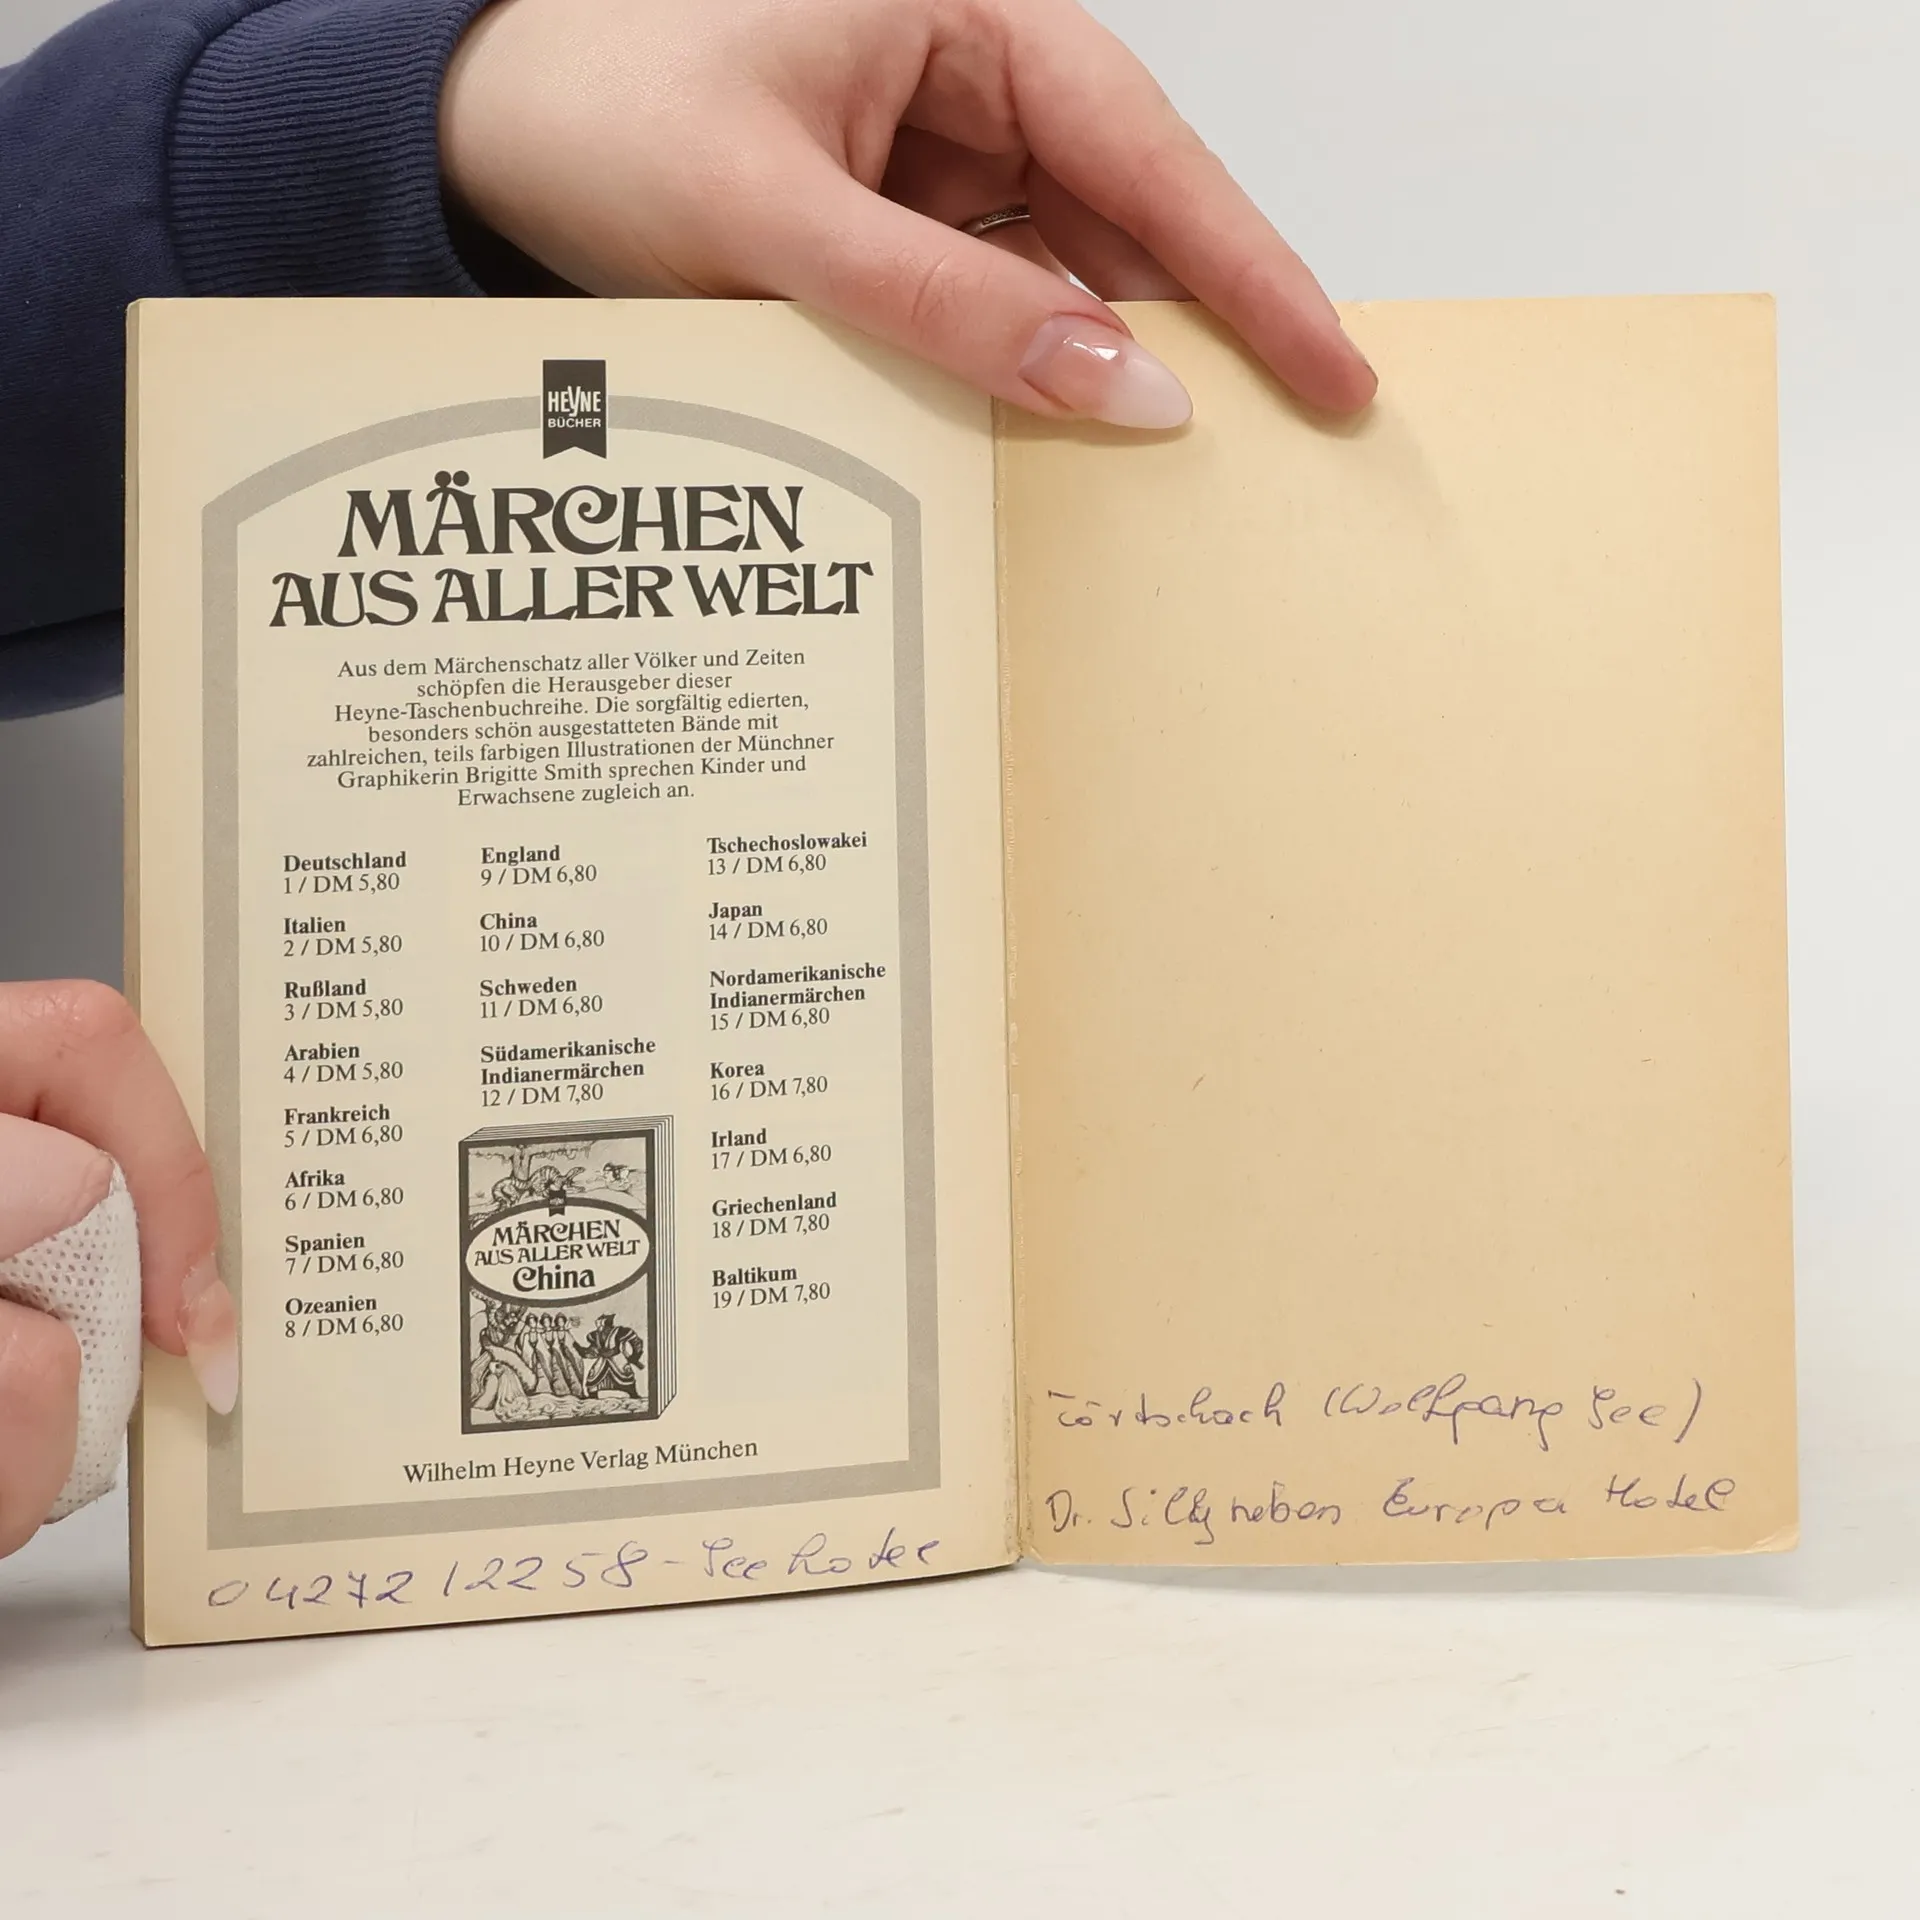 HEYNE
BÜCHER
MÄRCHEN
AUS ALLER WELT
Aus dem Märchenschatz aller Völker und Zeiten
schöpfen die Herausgeber dieser
Heyne-Taschenbuchreihe. Die sorgfältig edierten,
besonders schön ausgestatteten Bände mit
zahlreichen, teils farbigen Illustrationen der Münchner
Graphikerin Brigitte Smith sprechen Kinder und
Erwachsene zugleich an.
Deutschland
1 / DM 5,80
Italien
2 / DM 5,80
Rußland
3 / DM 5,80
Arabien
4 / DM 5,80
Frankreich
5 / DM 6,80
Afrika
6 / DM 6,80
Spanien
7 / DM 6,80
Ozeanien
8 / DM 6,80
England
9 / DM 6,80
China
10 / DM 6,80
Schweden
11 / DM 6,80
Südamerikanische
Indianermärchen
12 / DM 7,80
MÄRCHEN
AUS ALLER WELT
China
Tschechoslowakei
13 / DM 6,80
Japan
14 / DM 6,80
Nordamerikanische
Indianermärchen
15 / DM 6,80
Korea
16 / DM 7,80
Irland
17 / DM 6,80
Griechenland
18 / DM 7,80
Baltikum
19 / DM 7,80
Wilhelm Heyne Verlag München
04272 / 2258 - Seehotel
(Wolfgang See)
Dr. neben Europa Hotel